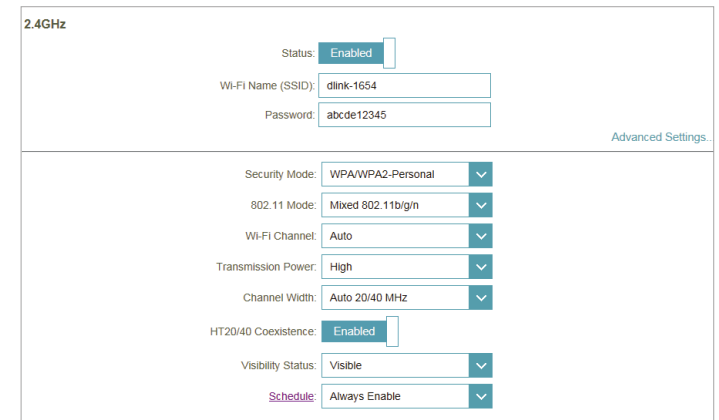 2.4GHz
Status: Enabled
Wi-Fi Name (SSID): dlink-1654
Password: abcde12345
Advanced Settings..
Security Mode: WPA/WPA2-Personal
802.11 Mode: Mixed 802.11b/g/n
Wi-Fi Channel: Auto
Transmission Power: High
Channel Width: Auto 20/40 MHz
HT20/40 Coexistence: Enabled
Visibility Status: Visible
Schedule: Always Enable